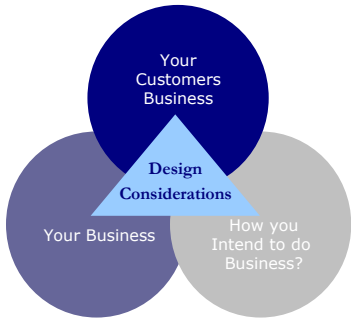 Your
Customers
Business
Design
Considerations
Your Business
How you
Intend to do
Business?